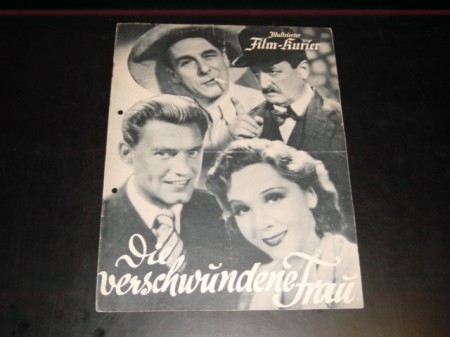 Illustrierter
Film-Kurier
Die
verschwundene
Frau